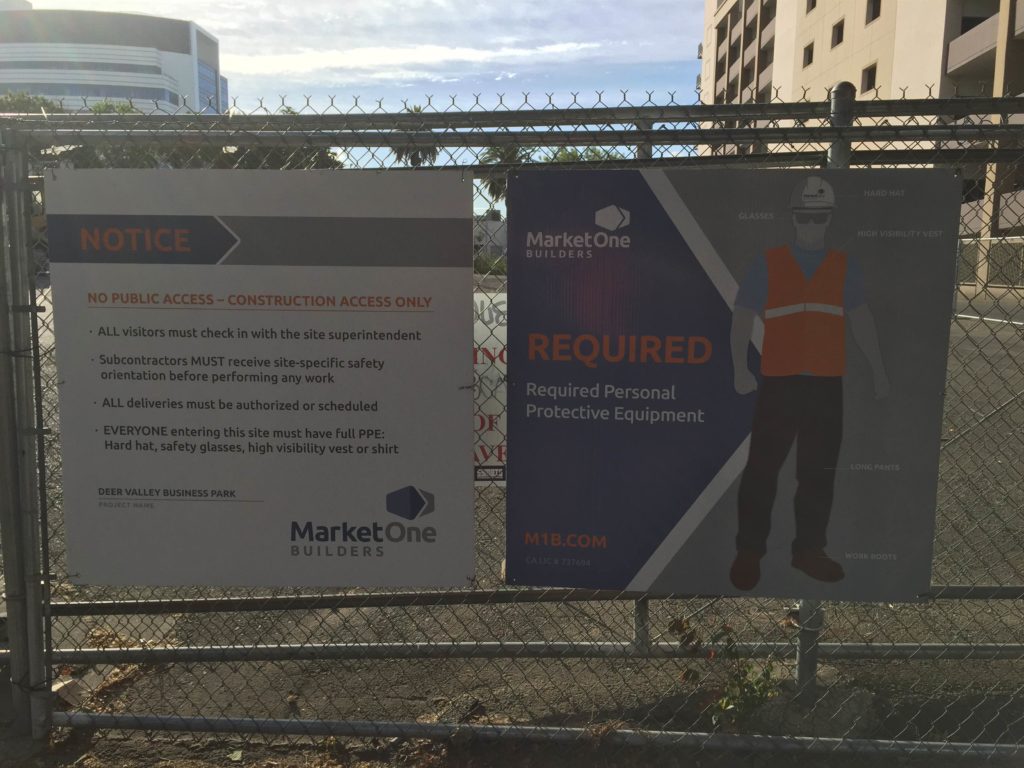 NOTICE
NO PUBLIC ACCESS – CONSTRUCTION ACCESS ONLY
· ALL visitors must check in with the site superintendent
· Subcontractors MUST receive site-specific safety
orientation before performing any work
· ALL deliveries must be authorized or scheduled
· EVERYONE entering this site must have full PPE:
Hard hat, safety glasses, high visibility vest or shirt
DEER VALLEY BUSINESS PARK
PROJECT NAME
MarketOne
BUILDERS
MarketOne
BUILDERS
REQUIRED
Required Personal
Protective Equipment
M1B.COM
CA LIC #
HARD HAT
GLASSES
HIGH VISIBILITY VEST
LONG PANTS
WORK BOOTS
OF